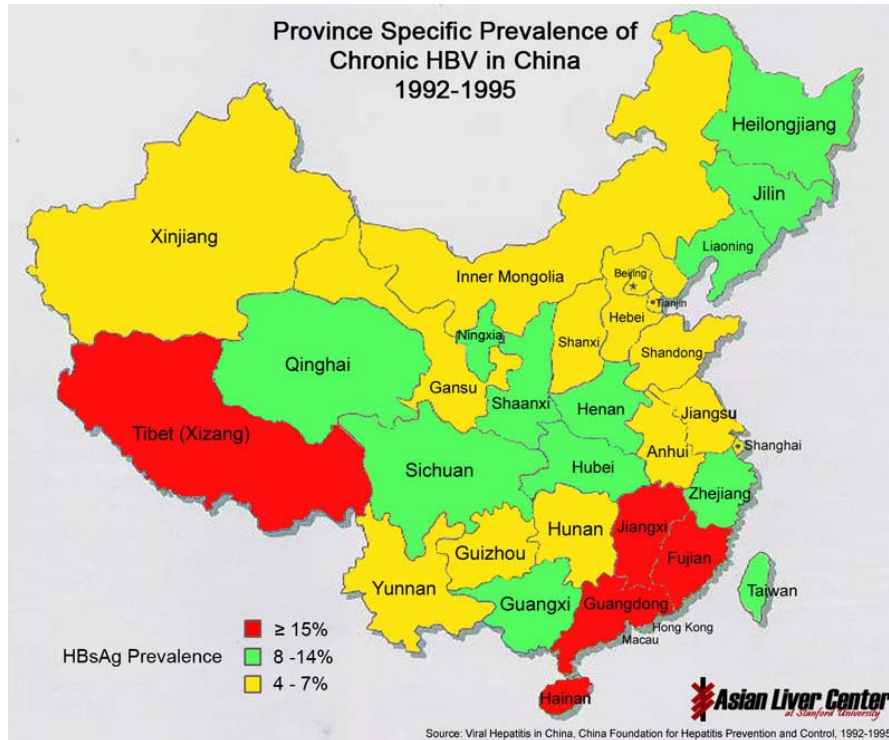 Province Specific Prevalence of
Chronic HBV in China
1992-1995
Heilongjiang
Jilin
Liaoning
Xinjiang
Inner Mongolia
Beijing
Tianjin
Hebei
Shanxi
Shandong
Ningxia
Qinghai
Gansu
Shaanxi
Henan
Jiangsu
Tibet (Xizang)
Anhui
Shanghai
Sichuan
Hubei
Zhejiang
Hunan
Jiangxi
Guizhou
Fujian
Yunnan
Taiwan
Guangxi
Guangdong
Hong Kong
Macau
Hainan
HBsAg Prevalence
≥ 15%
8 -14%
4 - 7%
Asian Liver Center
at Stanford University
Source: Viral Hepatitis in China, China Foundation for Hepatitis Prevention and Control, 1992-1995